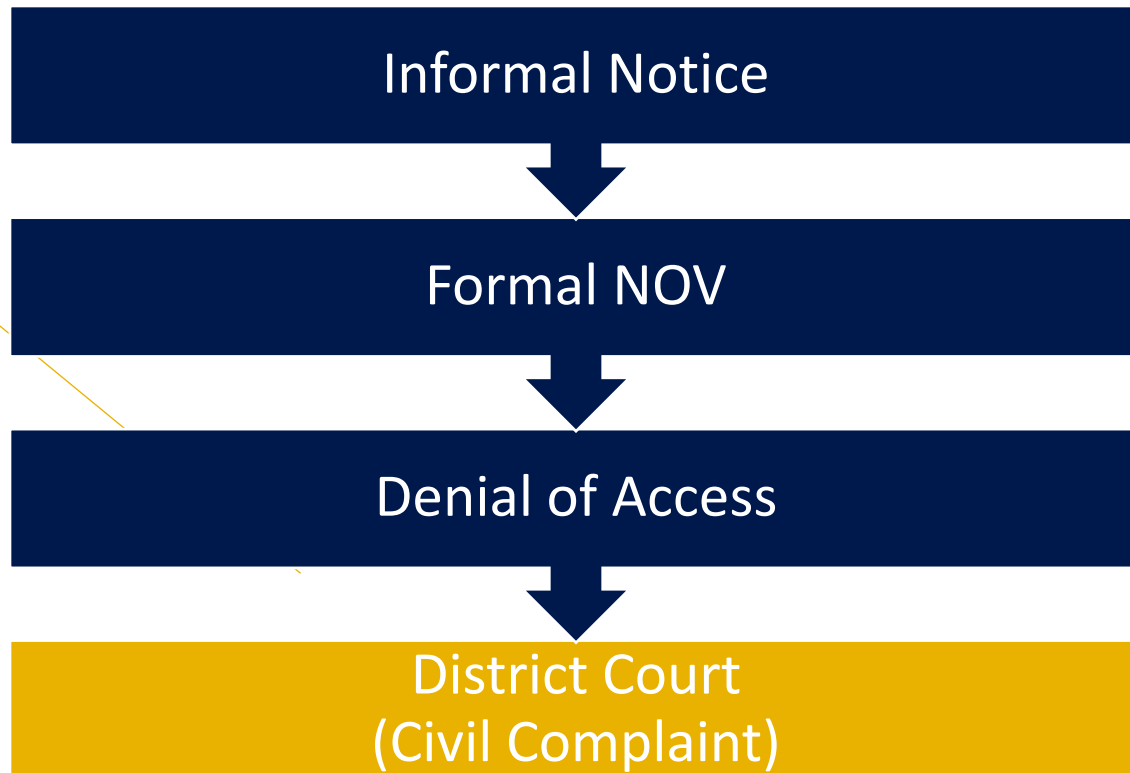 Informal Notice
Formal NOV
Denial of Access
District Court
(Civil Complaint)